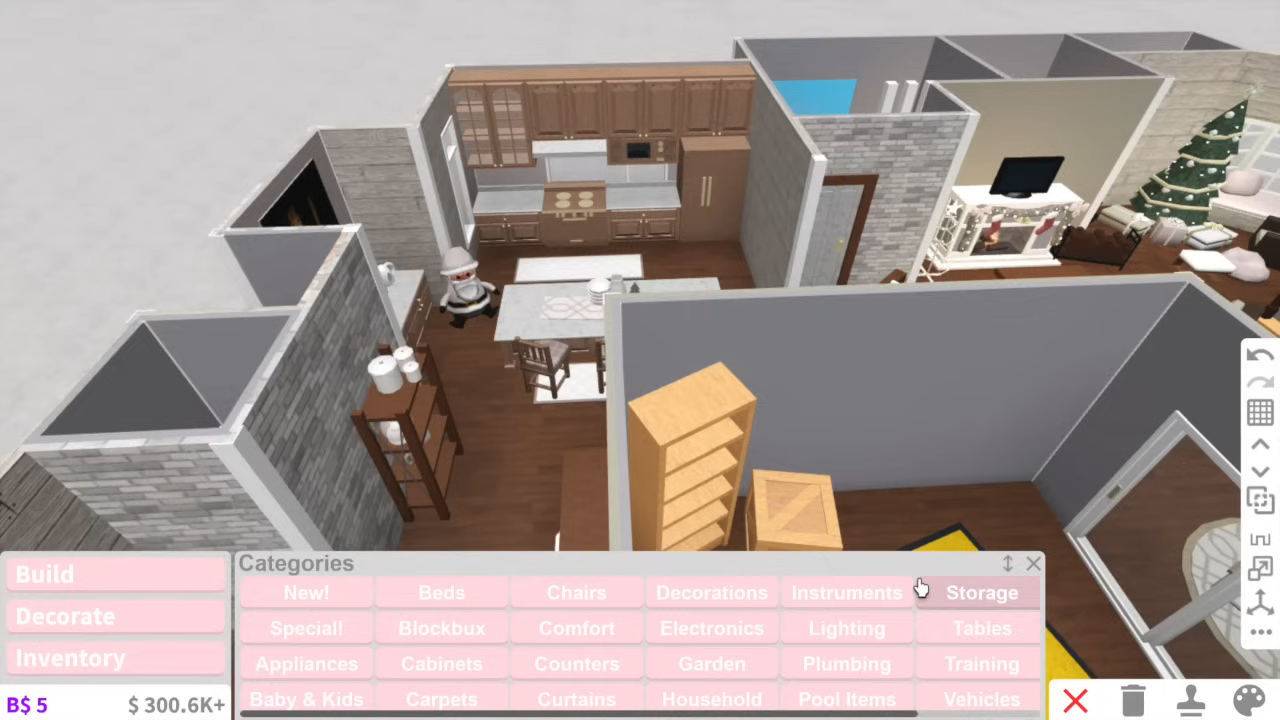 Build
Decorate
Inventory
B$ 5
$ 300.6K+
Categories
New! Beds Chairs Decorations Instruments Storage
Special! Blockbux Comfort Electronics Lighting Tables
Appliances Cabinets Counters Garden Plumbing Training
Baby & Kids Carpets Curtains Household Pool Items Vehicles